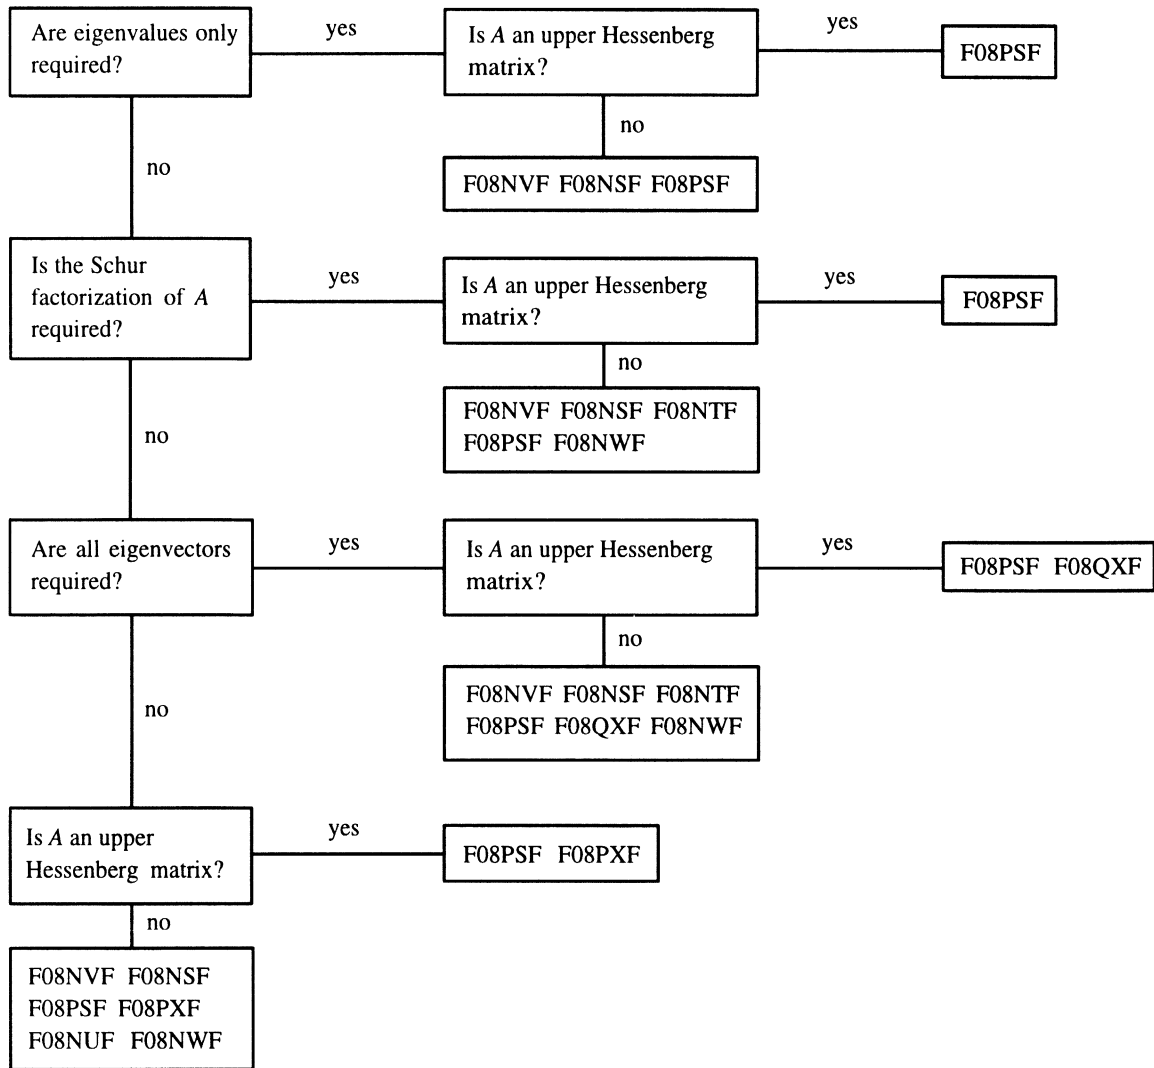 Are eigenvalues only
required?
yes
Is A an upper Hessenberg
matrix?
yes
F08PSF
no
F08NVF F08NSF F08PSF
no
Is the Schur
factorization of A
required?
yes
Is A an upper Hessenberg
matrix?
yes
F08PSF
no
F08NVF F08NSF F08NTF
F08PSF F08NWF
no
Are all eigenvectors
required?
yes
Is A an upper Hessenberg
matrix?
yes
F08PSF F08QXF
no
F08NVF F08NSF F08NTF
F08PSF F08QXF F08NWF
no
Is A an upper
Hessenberg matrix?
yes
F08PSF F08PXF
no
F08NVF F08NSF
F08PSF F08PXF
F08NUF F08NWF